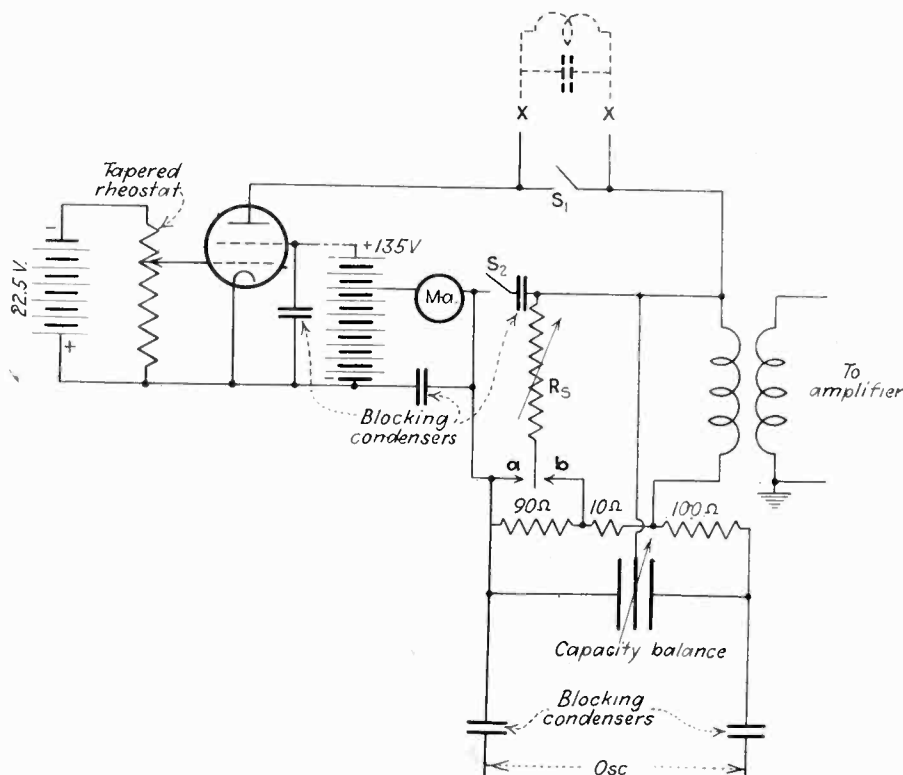 X X
S₁
Tapered
rheostat
-
22.5 V.
+
+135V
-
Ma.
S₂
Rs
Blocking
condensers
a b
90Ω 10Ω 100Ω
To
amplifier
Capacity balance
Blocking
condensers
Osc